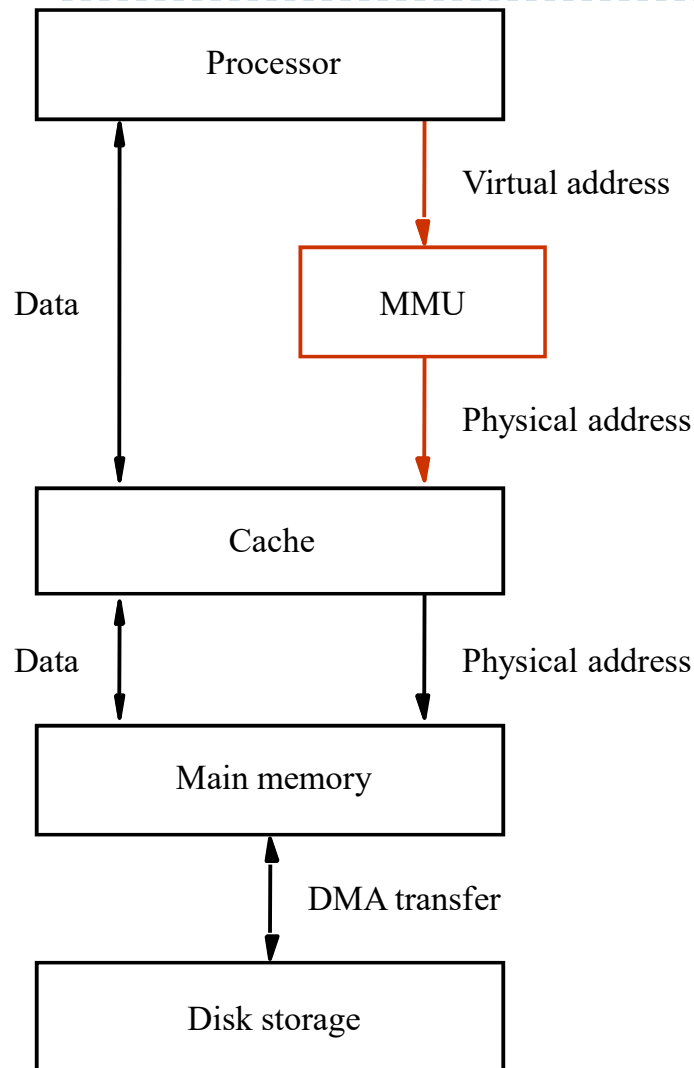 Processor
Virtual address
MMU
Data
Physical address
Cache
Data
Physical address
Main memory
DMA transfer
Disk storage